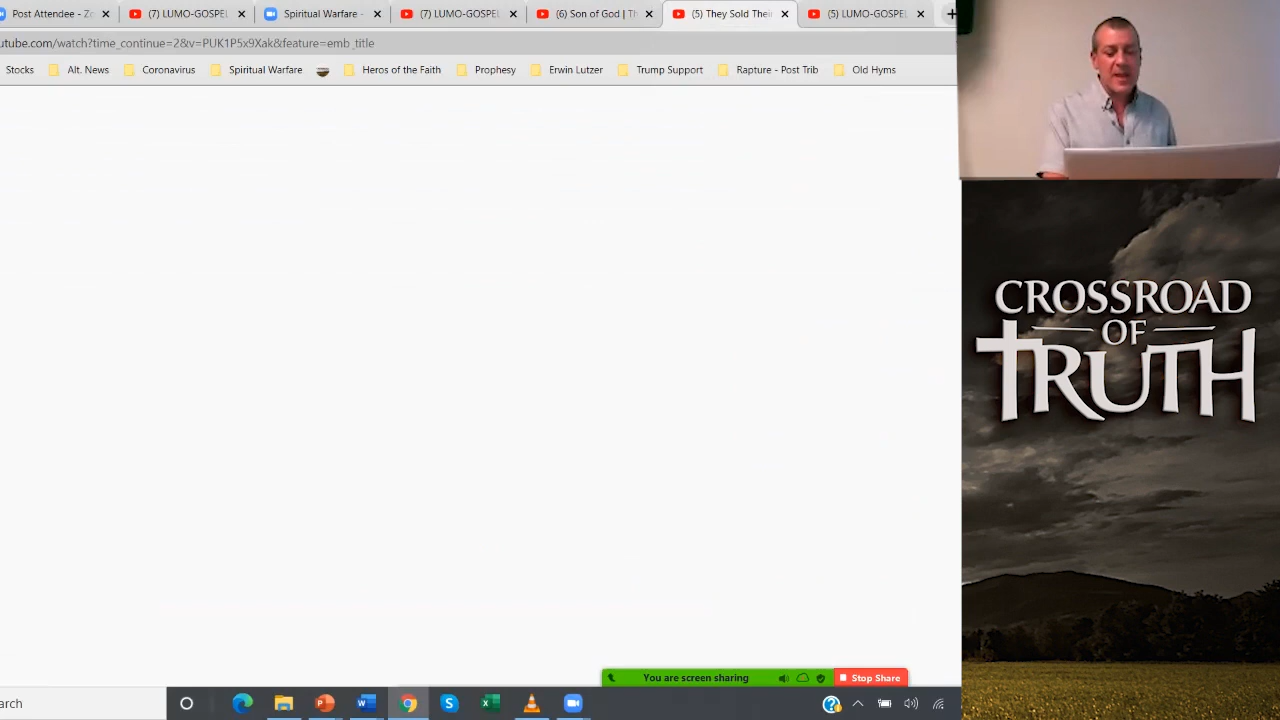 Post Attendee - Z
(7) LUMO-GOSPEL
Spiritual Warfare -
(7) LUMO-GOSPEL
(6) Son of God | Th
(5) They Sold Thei
(5) LUMO-GOSPEL
utube.com/watch?time_continue=2&v=PUK1P5x9Xak&feature=emb_title
Stocks Alt. News Coronavirus Spiritual Warfare Heros of the Faith Prophesy Erwin Lutzer Trump Support Rapture - Post Trib Old Hyms
CROSSROAD
OF
TRUTH
You are screen sharing Stop Share
arch